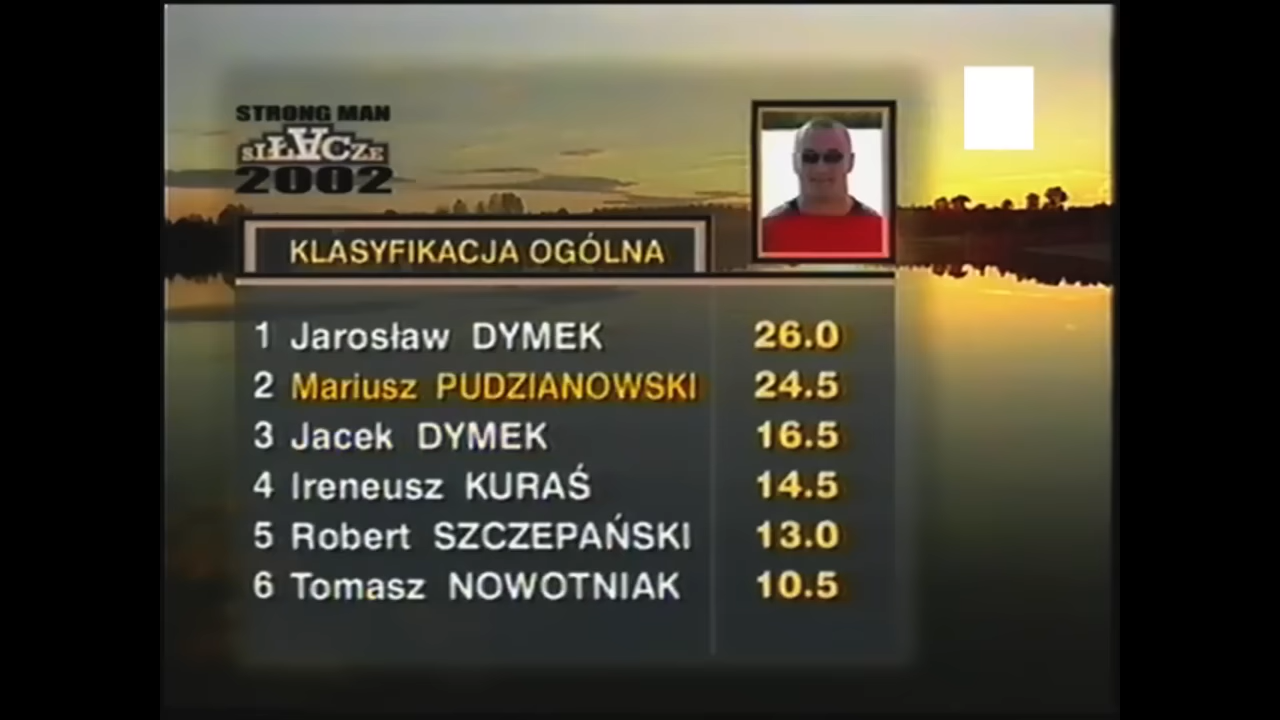 STRONG MAN
SIŁACZE
2002
KLASYFIKACJA OGÓLNA
1 Jarosław DYMEK 26.0
2 Mariusz PUDZIANOWSKI 24.5
3 Jacek DYMEK 16.5
4 Ireneusz KURAŚ 14.5
5 Robert SZCZEPAŃSKI 13.0
6 Tomasz NOWOTNIAK 10.5